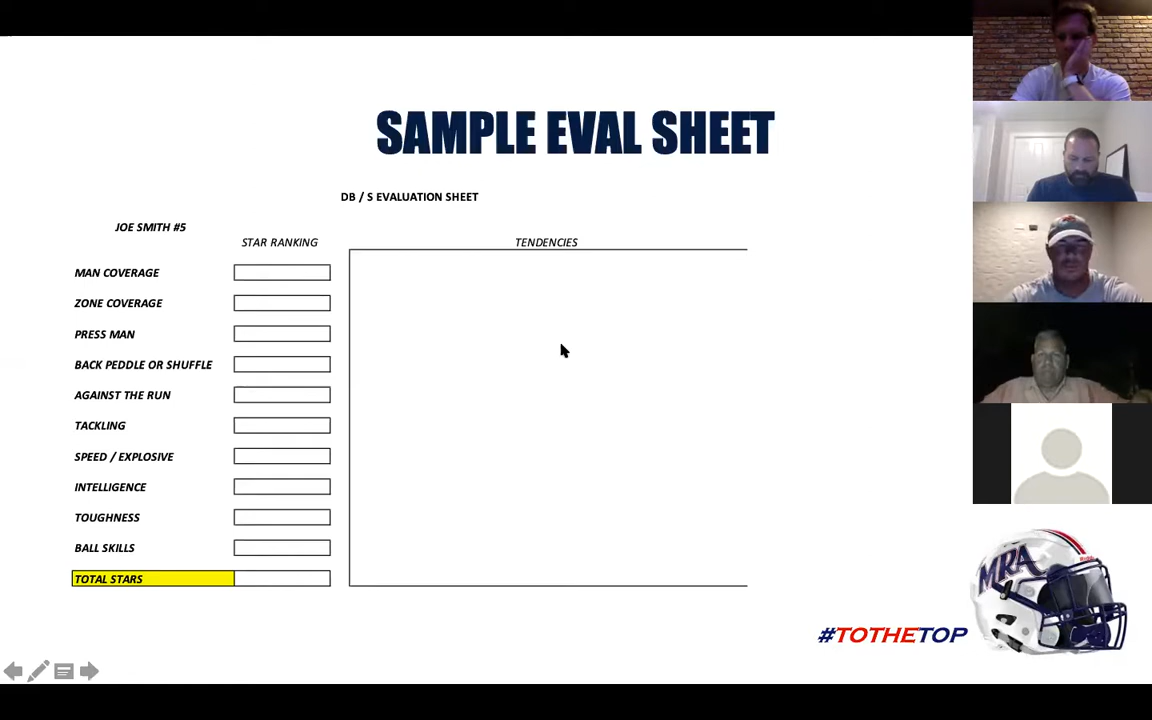 SAMPLE EVAL SHEET
DB / S EVALUATION SHEET
JOE SMITH #5
STAR RANKING
TENDENCIES
MAN COVERAGE
ZONE COVERAGE
PRESS MAN
BACK PEDDLE OR SHUFFLE
AGAINST THE RUN
TACKLING
SPEED / EXPLOSIVE
INTELLIGENCE
TOUGHNESS
BALL SKILLS
TOTAL STARS
MRA
#TOTHETOP